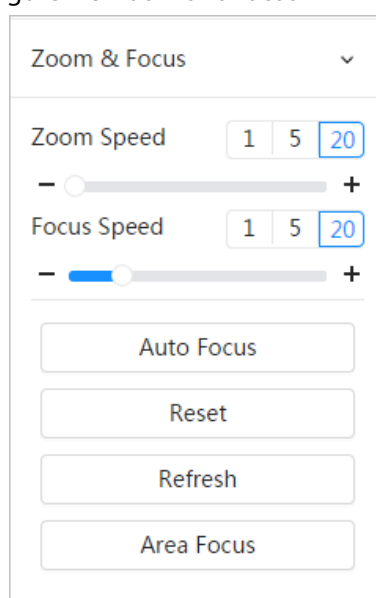 Zoom & Focus
Zoom Speed 1 5 20
− +
Focus Speed 1 5 20
− +
Auto Focus
Reset
Refresh
Area Focus